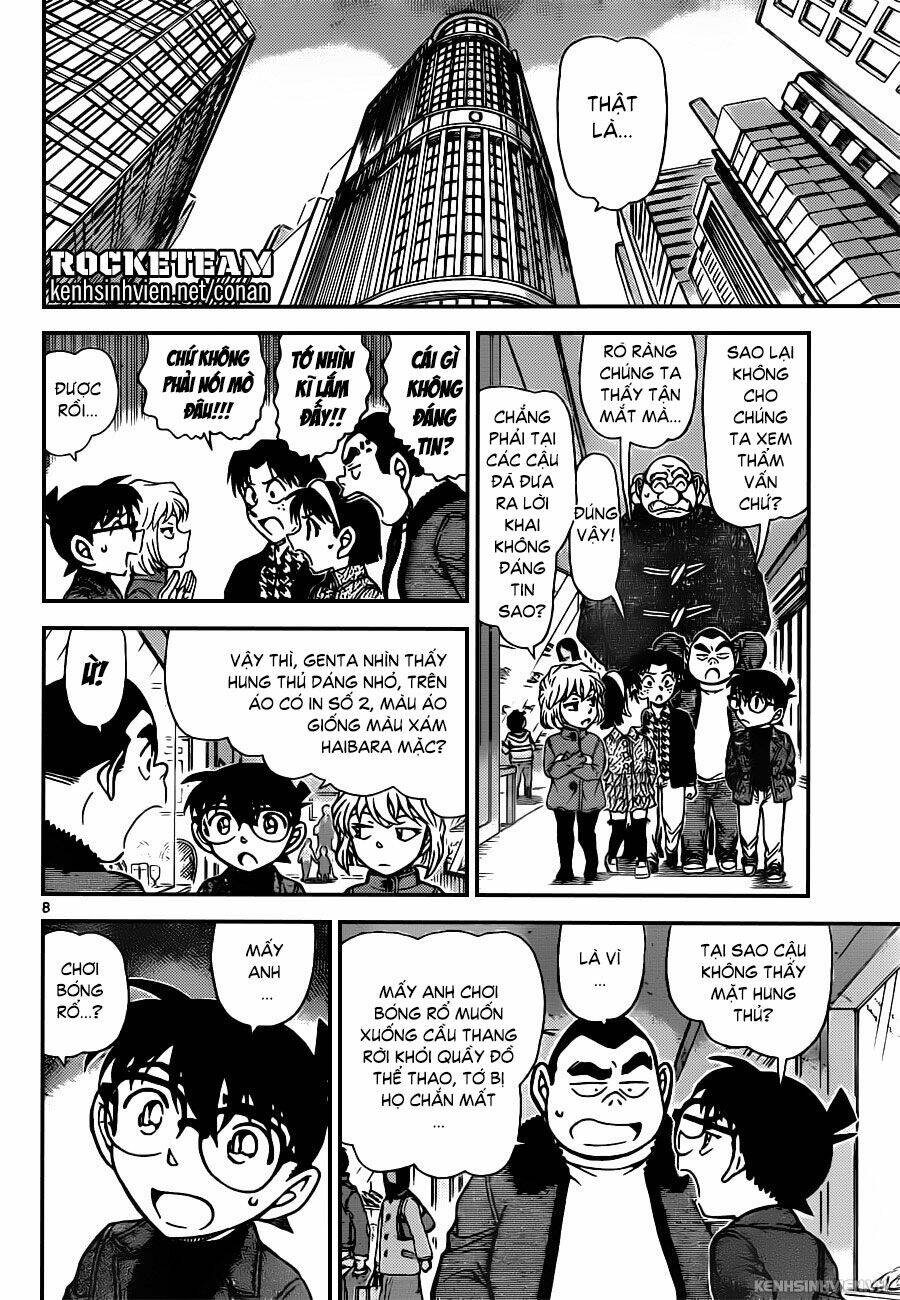 THẬT
LÀ...
ROCKETEAM
kenhsinhvien.net/conan
SAO LẠI
KHÔNG
CHO
CHÚNG
TA XEM
THẨM
VẤN
CHỨ?
RÕ RÀNG
CHÚNG TA
THẤY TẬN
MẮT MÀ...
ĐÚNG
VẬY!
CHẲNG
PHẢI TẠI
CÁC CẬU
ĐÃ ĐƯA
RA LỜI
KHAI
KHÔNG
ĐÁNG
TIN
SAO?
CÁI GÌ
KHÔNG
ĐÁNG
TIN?
TỚ NHÌN
KĨ LẮM
ĐẤY!!
CHỨ KHÔNG
PHẢI NÓI MÒ
ĐÂU!!!
ĐƯỢC
RỒI...
VẬY THÌ, GENTA NHÌN THẤY
HUNG THỦ DÁNG NHỎ, TRÊN
ÁO CÓ IN SỐ 2, MÀU ÁO
GIỐNG MÀU XÁM
HAIBARA MẶC?
Ừ!
8
TẠI SAO CẬU
KHÔNG THẤY
MẶT HUNG
THỦ?
LÀ VÌ
...
MẤY ANH CHƠI
BÓNG RỔ MUỐN
XUỐNG CẦU THANG
RỜI KHỎI QUẦY ĐỒ
THỂ THAO, TỚ BỊ
HỌ CHẮN MẤT
...
MẤY
ANH
...
CHƠI
BÓNG
RỔ...?
KENHSINHVIEN.VN